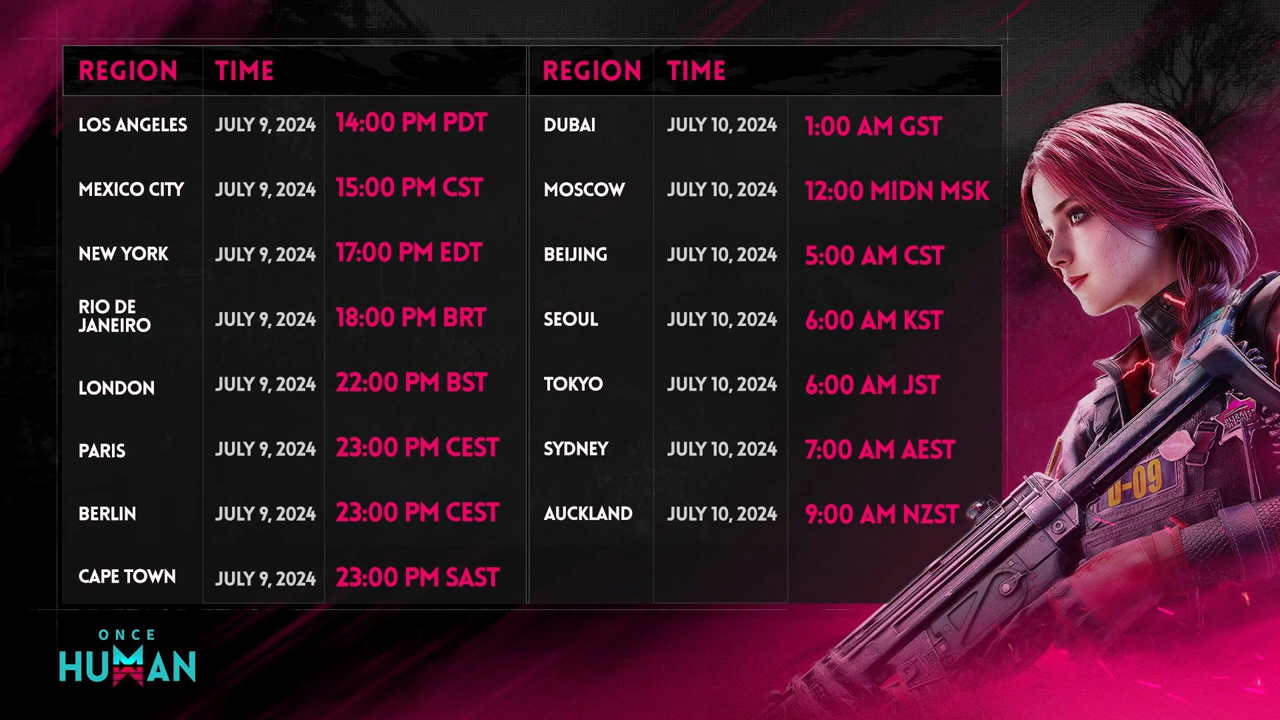 REGION TIME REGION TIME
LOS ANGELES JULY 9, 2024 14:00 PM PDT DUBAI JULY 10, 2024 1:00 AM GST
MEXICO CITY JULY 9, 2024 15:00 PM CST MOSCOW JULY 10, 2024 12:00 MIDN MSK
NEW YORK JULY 9, 2024 17:00 PM EDT BEIJING JULY 10, 2024 5:00 AM CST
RIO DE
JANEIRO JULY 9, 2024 18:00 PM BRT SEOUL JULY 10, 2024 6:00 AM KST
LONDON JULY 9, 2024 22:00 PM BST TOKYO JULY 10, 2024 6:00 AM JST
PARIS JULY 9, 2024 23:00 PM CEST SYDNEY JULY 10, 2024 7:00 AM AEST
BERLIN JULY 9, 2024 23:00 PM CEST AUCKLAND JULY 10, 2024 9:00 AM NZST
CAPE TOWN JULY 9, 2024 23:00 PM SAST
ONCE
HUMAN